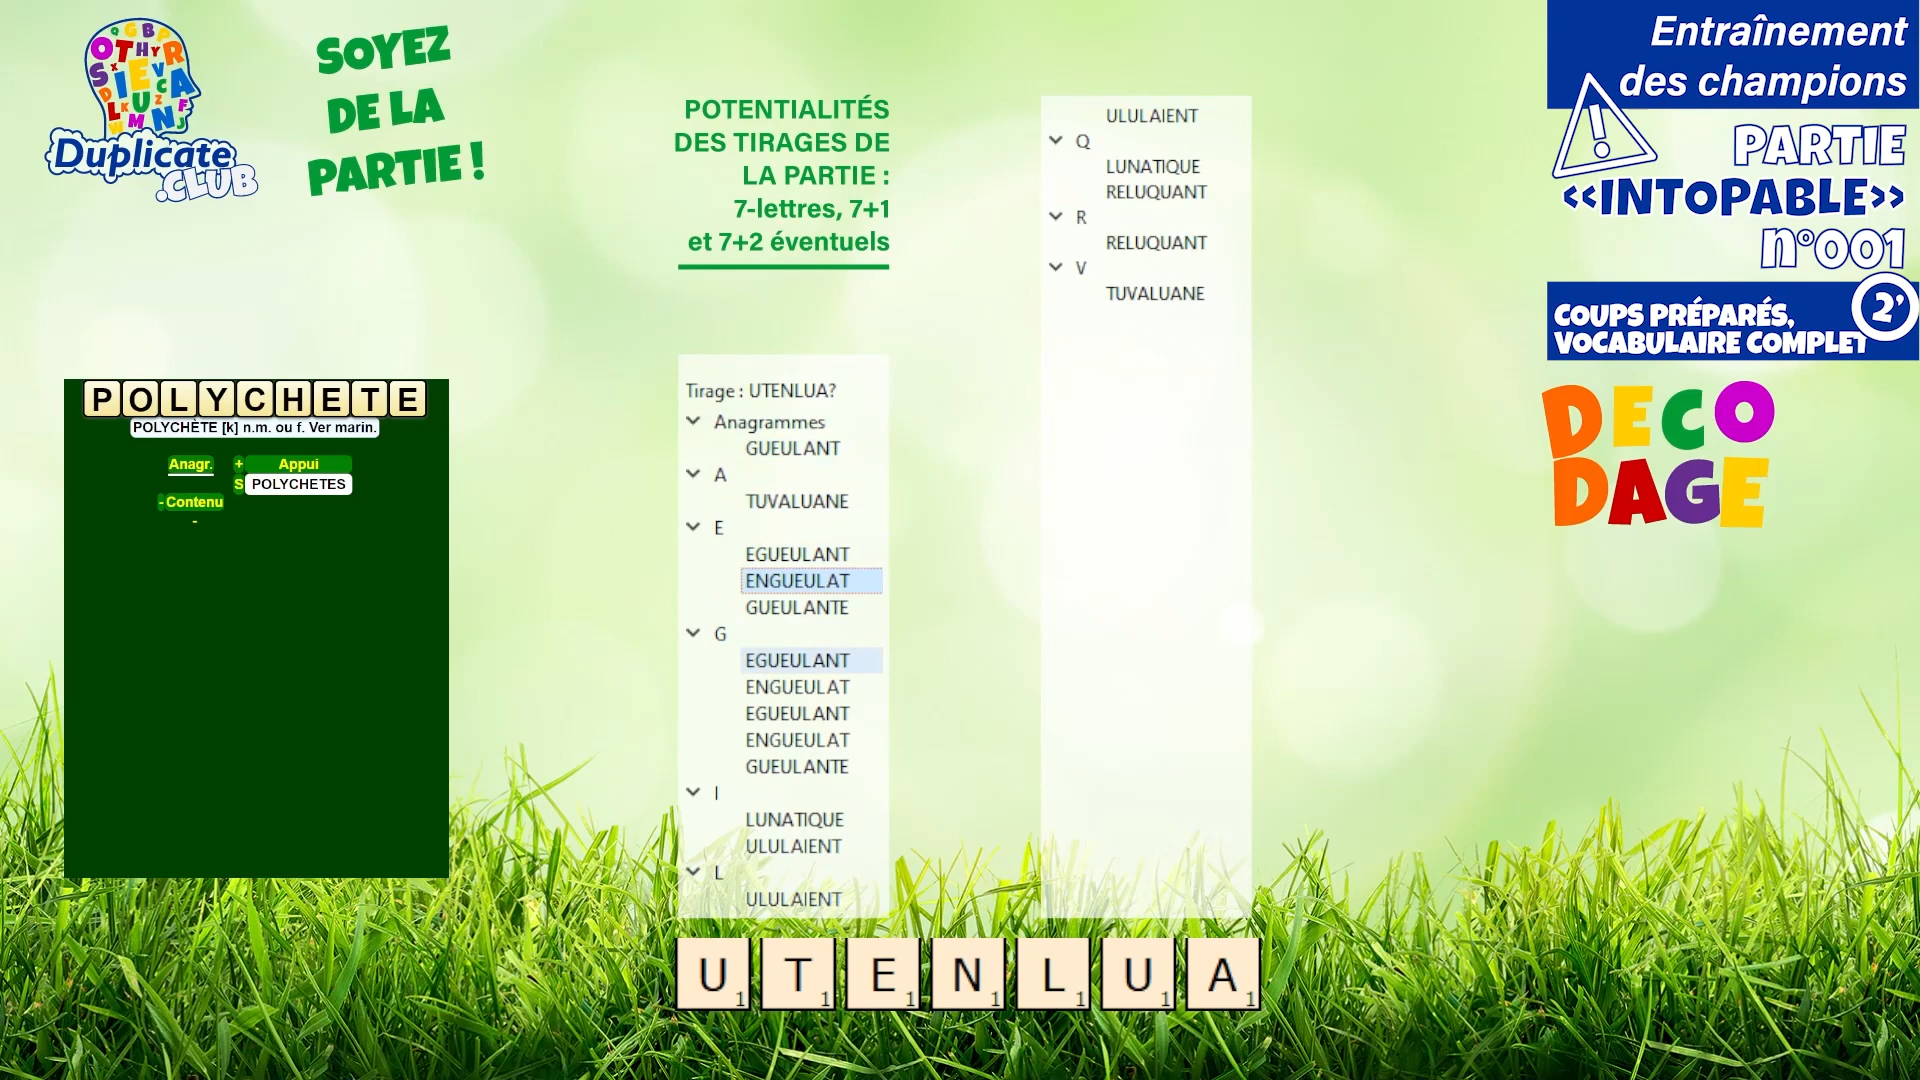 Duplicate
.CLUB
SOYEZ
DE LA
PARTIE !
POTENTIALITÉS
DES TIRAGES DE
LA PARTIE :
7-lettres, 7+1
et 7+2 éventuels
Entraînement
des champions
PARTIE
<<INTOPABLE>>
n°001
COUPS PRÉPARÉS,
VOCABULAIRE COMPLET
2'
DECO
DAGE
POLYCHETE
POLYCHÈTE [k] n.m. ou f. Ver marin.
Anagr. + Appui
S POLYCHETES
- Contenu
-
Tirage : UTENLUA?
Anagrammes
GUEULANT
A
TUVALUANE
E
EGUEULANT
ENGUEULAT
GUEULANTE
G
EGUEULANT
ENGUEULAT
EGUEULANT
ENGUEULAT
GUEULANTE
I
LUNATIQUE
ULULAIENT
L
ULULAIENT
ULULAIENT
Q
LUNATIQUE
RELUQUANT
R
RELUQUANT
V
TUVALUANE
U1 T1 E1 N1 L1 U1 A1